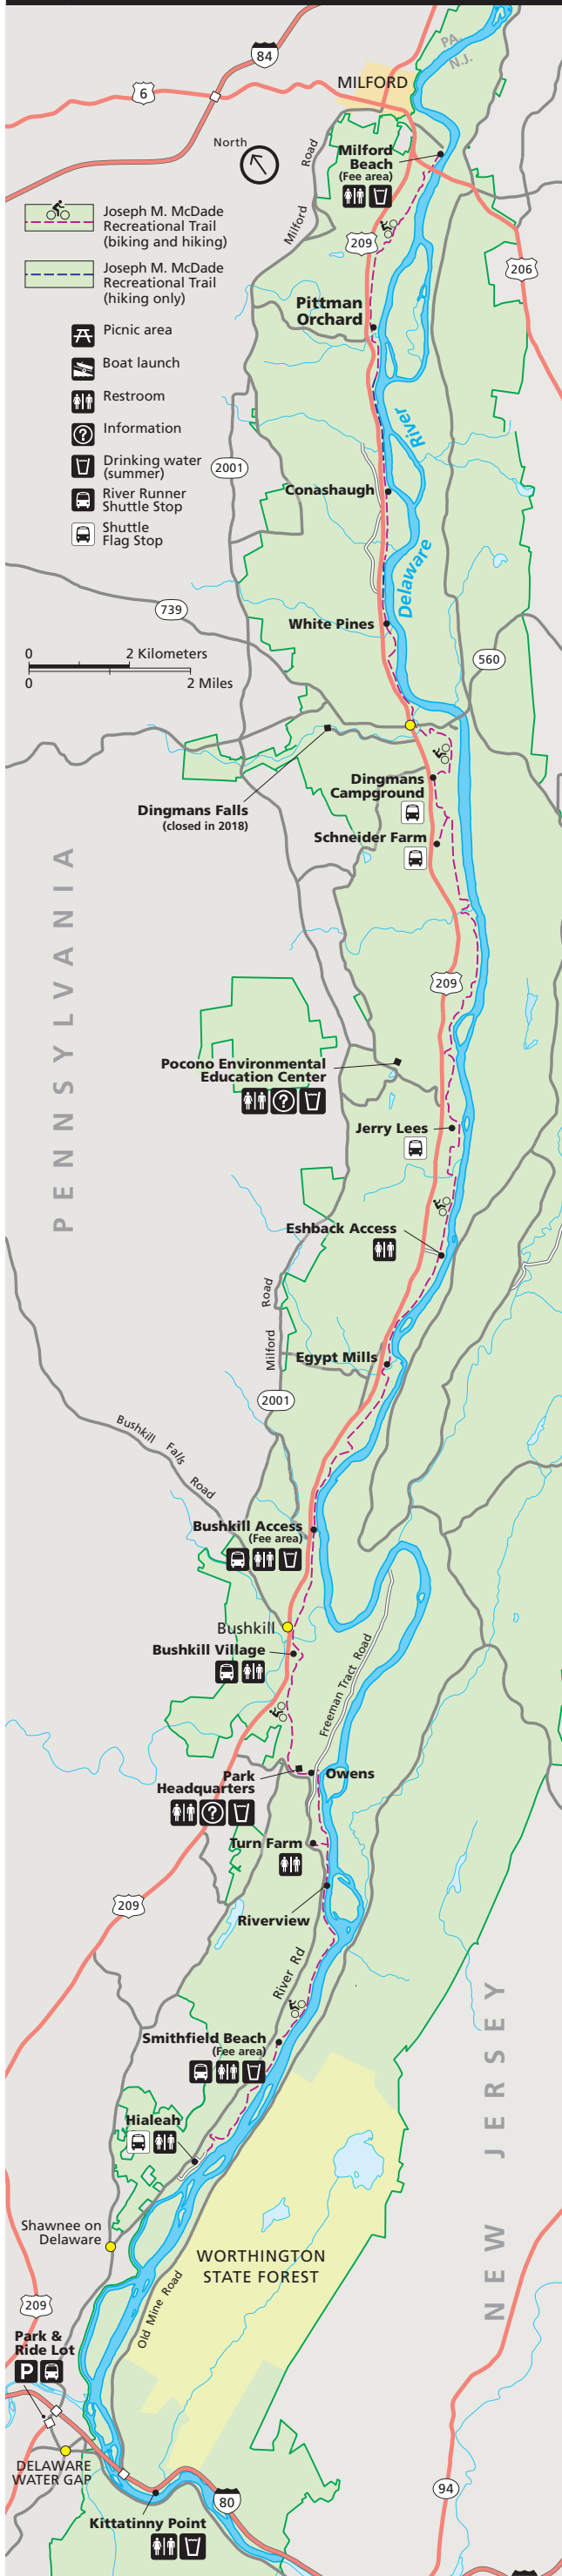 PA.
N.J.
84
6
MILFORD
North
Road
Milford
Milford
Beach
(Fee area)
Joseph M. McDade
Recreational Trail
(biking and hiking)
209
206
Joseph M. McDade
Recreational Trail
(hiking only)
Pittman
Orchard
Picnic area
Boat launch
Restroom
Information
?
Drinking water
(summer)
River Runner
Shuttle Stop
Shuttle
Flag Stop
River
2001
Conashaugh
Delaware
739
White Pines
0
2 Kilometers
0
2 Miles
560
Dingmans
Campground
Dingmans Falls
(closed in 2018)
Schneider Farm
PENNSYLVANIA
209
Pocono Environmental
Education Center
?
Jerry Lees
Eshback Access
Road
Milford
Egypt Mills
2001
Bushkill Falls Road
Bushkill Access
(Fee area)
Bushkill
Bushkill Village
Freeman Tract Road
Park
Headquarters
?
Owens
Turn Farm
209
Riverview
River Rd
NEW JERSEY
Smithfield Beach
(Fee area)
Hialeah
Shawnee on
Delaware
WORTHINGTON
STATE FOREST
Old Mine Road
209
Park &
Ride Lot
P
DELAWARE
WATER GAP
94
80
Kittatinny Point